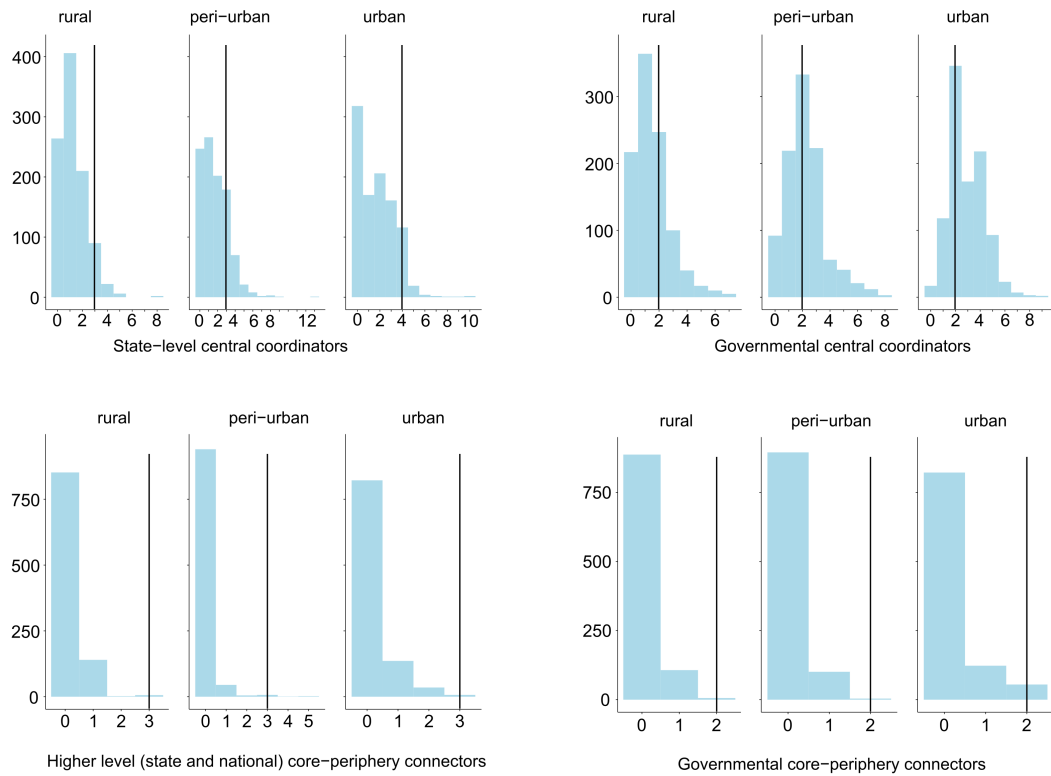 rural peri−urban urban
400
300
200
100
0
0 2 4 6 8 0 2 4 6 8 12 0 2 4 6 8 10
State−level central coordinators
rural peri−urban urban
300
200
100
0
0 2 4 6 0 2 4 6 8 0 2 4 6 8
Governmental central coordinators
rural peri−urban urban
750
500
250
0
0 1 2 3 0 1 2 3 4 5 0 1 2 3
Higher level (state and national) core−periphery connectors
rural peri−urban urban
750
500
250
0
0 1 2 0 1 2 0 1 2
Governmental core−periphery connectors